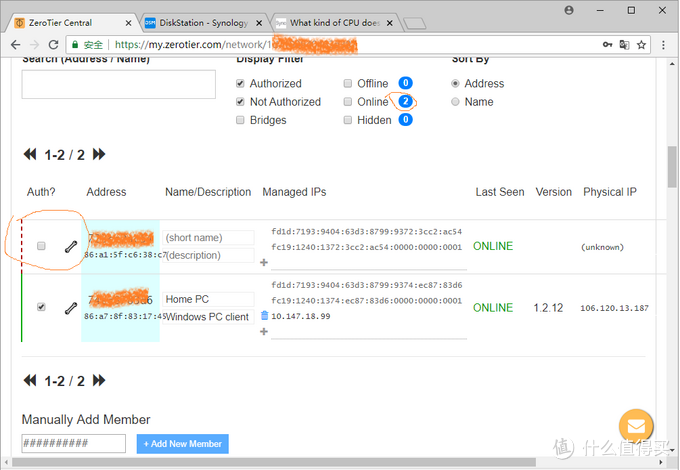 ZeroTier Central
DiskStation - Synology
What kind of CPU doe
安全 https://my.zerotier.com/network/1
Search (Address / Name)
Display Filter
Sort By
Authorized
Offline 0
Address
Not Authorized
Online 2
Name
Bridges
Hidden 0
1-2 / 2
Auth? Address Name/Description Managed IPs Last Seen Version Physical IP
(short name)
fd1d:7193:9404:63d3:8799:9372:3cc2:ac54
86:a1:5f:c6:38:c7
(description)
fc19:1240:1372:3cc2:ac54:0000:0000:0001
ONLINE
(unknown)
Home PC
fd1d:7193:9404:63d3:8799:9374:ec87:83d6
fc19:1240:1374:ec87:83d6:0000:0000:0001
86:a7:8f:83:17:45
Windows PC client
10.147.18.99
ONLINE
1.2.12
106.120.13.187
1-2 / 2
Manually Add Member
##########
+ Add New Member
值 什么值得买